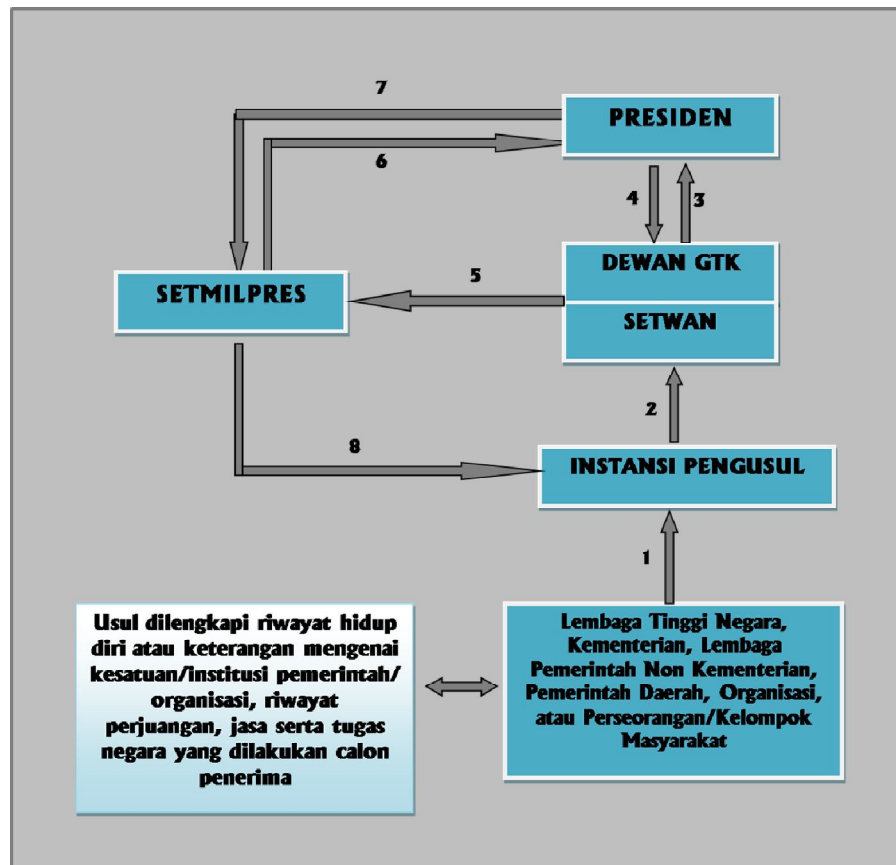 7
PRESIDEN
6
4
3
DEWAN GTK
5
SETMILPRES
SETWAN
2
8
INSTANSI PENGUSUL
1
Usul dilengkapi riwayat hidup
diri atau keterangan mengenai
kesatuan/institusi pemerintah/
organisasi, riwayat
perjuangan, jasa serta tugas
negara yang dilakukan calon
penerima
Lembaga Tinggi Negara,
Kementerian, Lembaga
Pemerintah Non Kementerian,
Pemerintah Daerah, Organisasi,
atau Perseorangan/Kelompok
Masyarakat